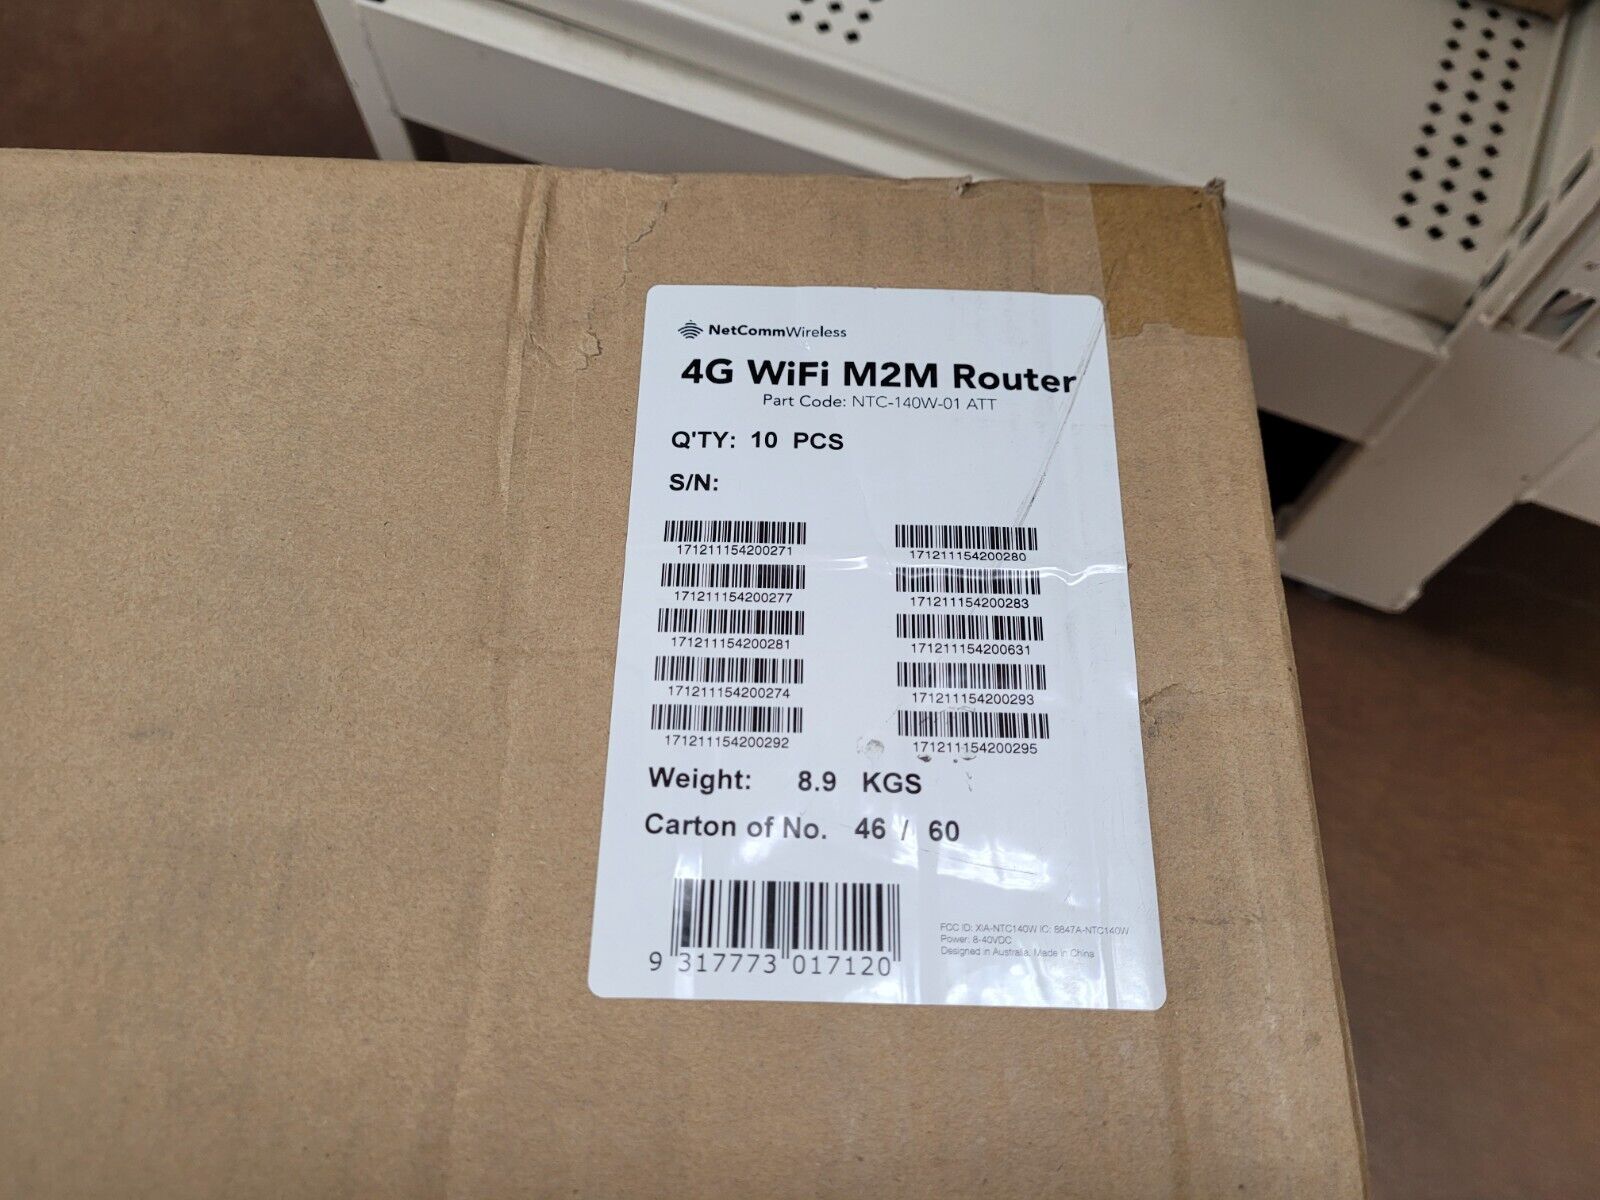 NetCommWireless
4G WiFi M2M Router
Part Code: NTC-140W-01 ATT
Q'TY: 10 PCS
S/N:
171211154200271 171211154200280
171211154200277 171211154200283
171211154200281 171211154200631
171211154200274 171211154200293
171211154200292 171211154200295
Weight: 8.9 KGS
Carton of No. 46 / 60
9 317773 017120
FCC ID: XIA-NTC140W IC: 8847A-NTC140W
Power: 8-40VDC
Designed in Australia. Made in China